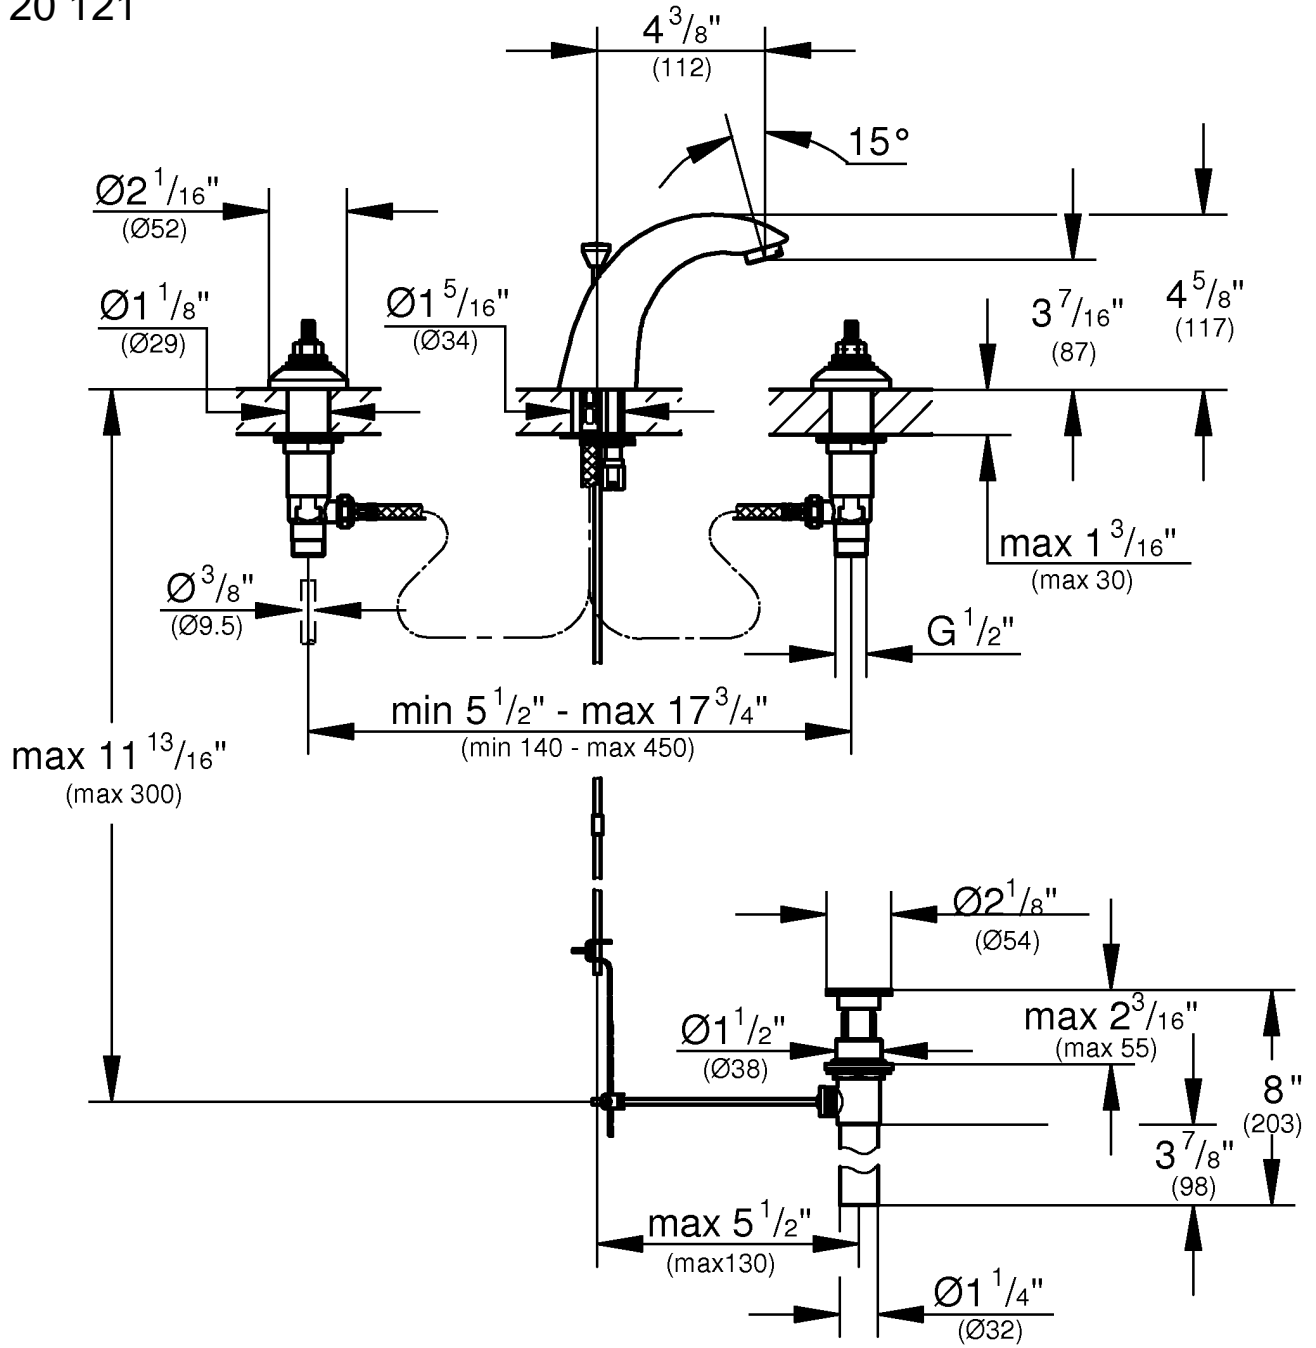 20 121
4 3/8"
(112)
15°
Ø2 1/16"
(Ø52)
Ø1 1/8"
(Ø29)
Ø1 5/16"
(Ø34)
3 7/16"
(87)
4 5/8"
(117)
max 1 3/16"
(max 30)
Ø 3/8"
(Ø9.5)
G 1/2"
min 5 1/2" - max 17 3/4"
(min 140 - max 450)
max 11 13/16"
(max 300)
Ø2 1/8"
(Ø54)
Ø1 1/2"
(Ø38)
max 2 3/16"
(max 55)
8"
(203)
3 7/8"
(98)
max 5 1/2"
(max130)
Ø1 1/4"
(Ø32)